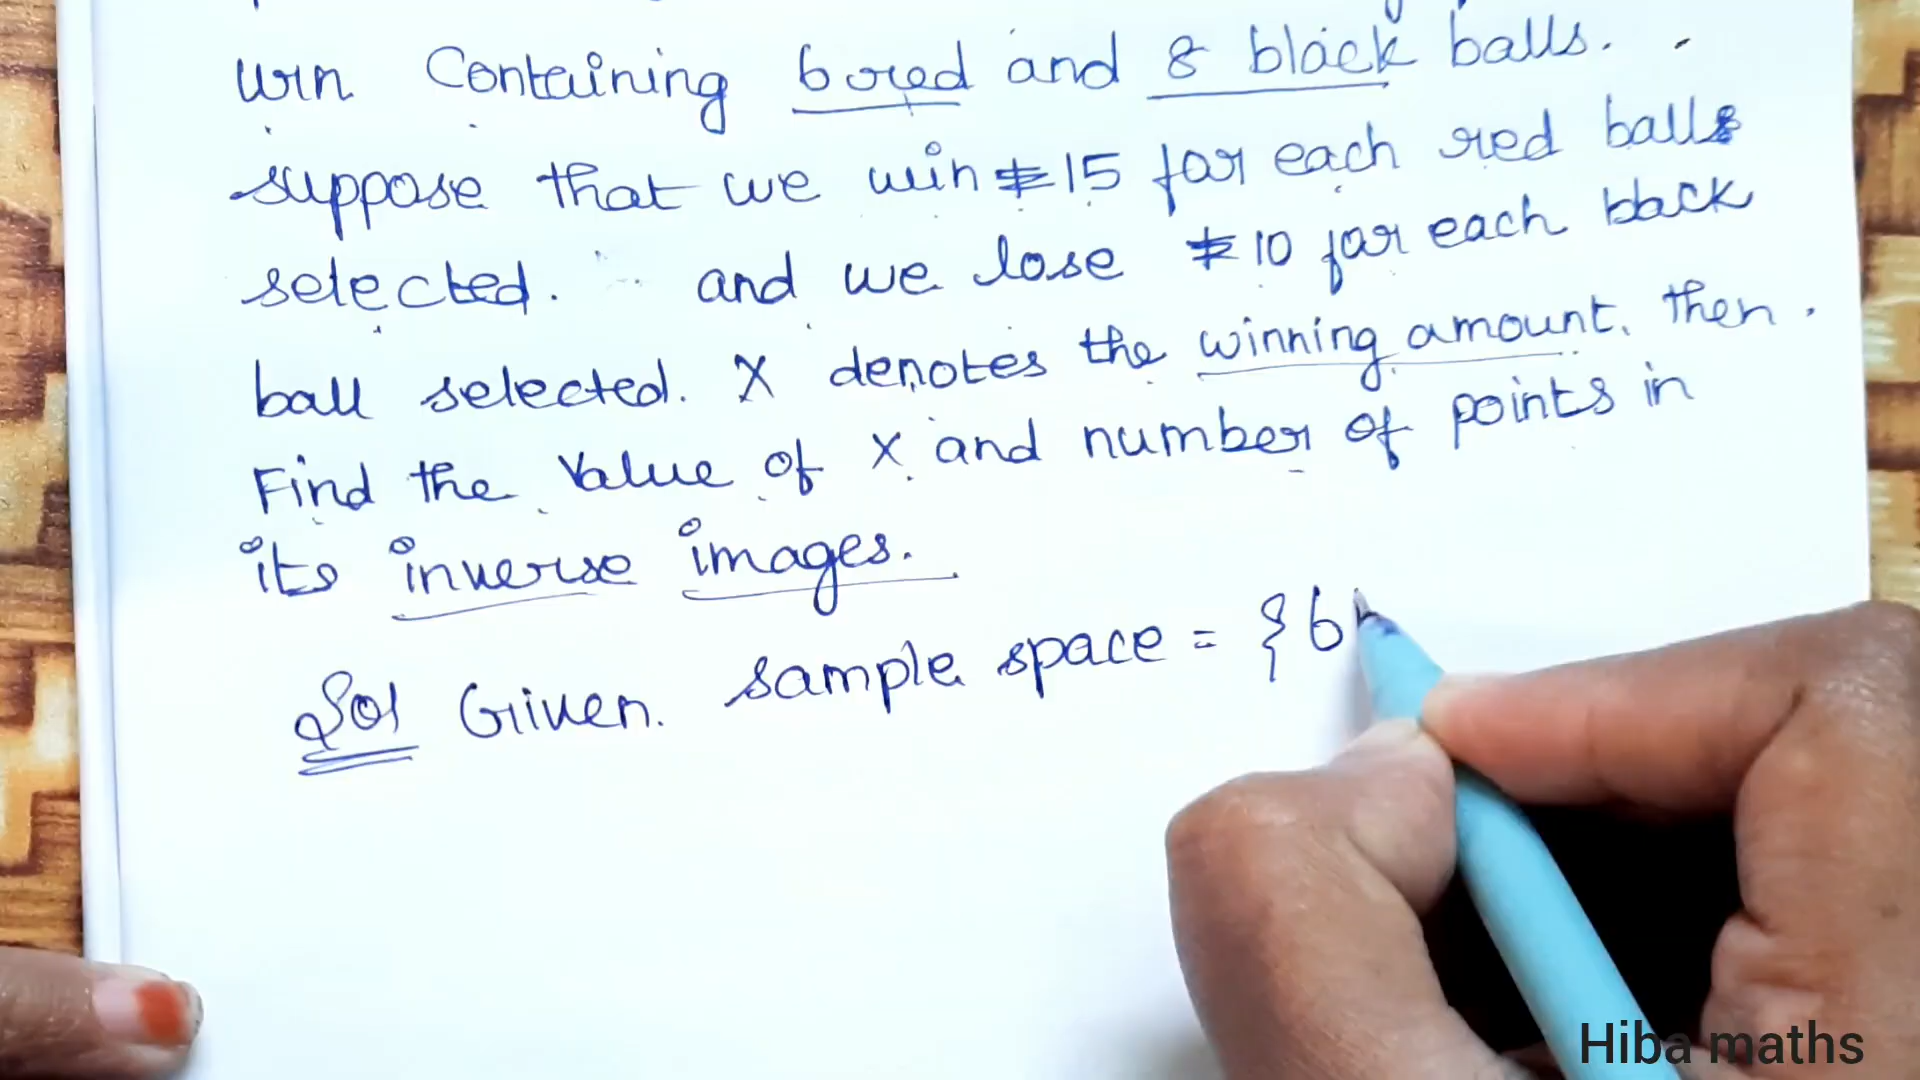 urn Containing 6 red and 8 black balls.
suppose that we win ₹15 for each red balls
selected. and we lose ₹10 for each black
ball selected. X denotes the winning amount. then.
Find the Value of X and number of points in
its inverse images.
Sol Given. sample space = {6
Hiba maths